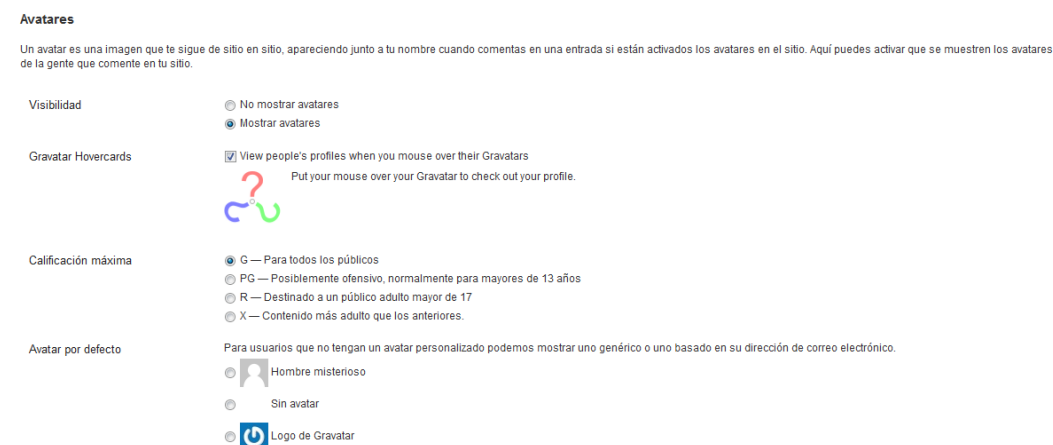 Avatares
Un avatar es una imagen que te sigue de sitio en sitio, apareciendo junto a tu nombre cuando comentas en una entrada si están activados los avatares en el sitio. Aquí puedes activar que se muestren los avatares
de la gente que comente en tu sitio.
Visibilidad
No mostrar avatares
Mostrar avatares
Gravatar Hovercards
View people's profiles when you mouse over their Gravatars
Put your mouse over your Gravatar to check out your profile.
Calificación máxima
G — Para todos los públicos
PG — Posiblemente ofensivo, normalmente para mayores de 13 años
R — Destinado a un público adulto mayor de 17
X — Contenido más adulto que los anteriores.
Avatar por defecto
Para usuarios que no tengan un avatar personalizado podemos mostrar uno genérico o uno basado en su dirección de correo electrónico.
Hombre misterioso
Sin avatar
Logo de Gravatar